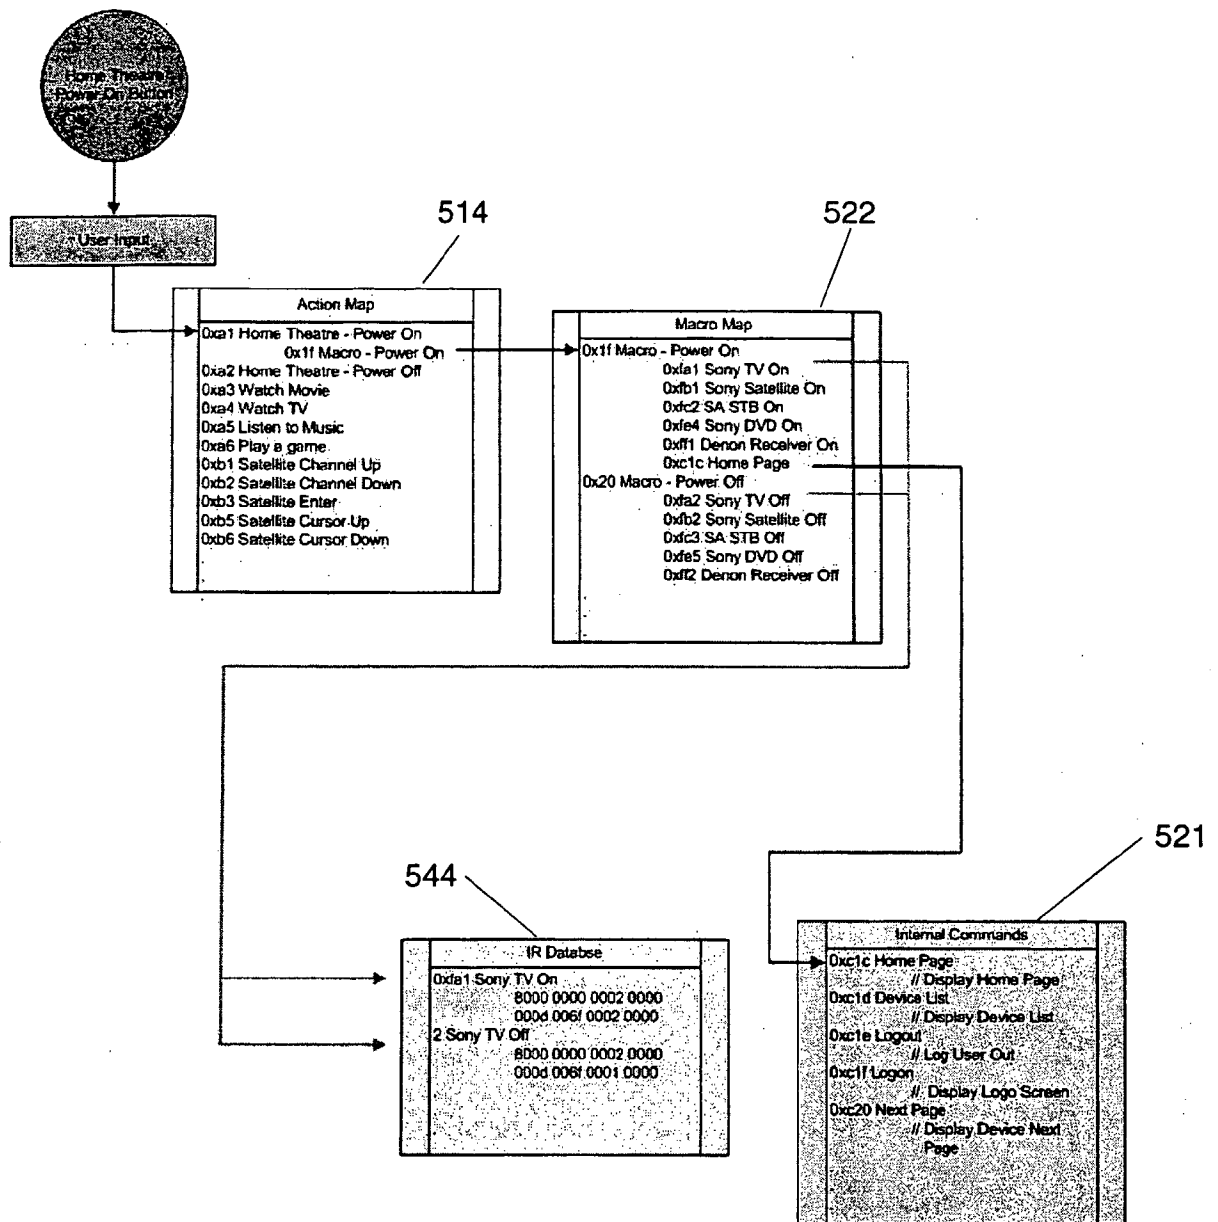 Home Theatre
Power On Button
User Input
514
Action Map
0xa1 Home Theatre - Power On
0x1f Macro - Power On
0xa2 Home Theatre - Power Off
0xa3 Watch Movie
0xa4 Watch TV
0xa5 Listen to Music
0xa6 Play a game
0xb1 Satellite Channel Up
0xb2 Satellite Channel Down
0xb3 Satellite Enter
0xb5 Satellite Cursor Up
0xb6 Satellite Cursor Down
522
Macro Map
0x1f Macro - Power On
0xfa1 Sony TV On
0xfb1 Sony Satellite On
0xfc2 SA STB On
0xfe4 Sony DVD On
0xff1 Denon Receiver On
0xc1c Home Page
0x20 Macro - Power Off
0xfa2 Sony TV Off
0xfb2 Sony Satellite Off
0xfc3 SA STB Off
0xfe5 Sony DVD Off
0xff2 Denon Receiver Off
544
IR Databse
0xfa1 Sony TV On
8000 0000 0002 0000
000d 006f 0002 0000
2 Sony TV Off
8000 0000 0002 0000
000d 006f 0001 0000
521
Internal Commands
0xc1c Home Page
// Display Home Page
0xc1d Device List
// Display Device List
0xc1e Logout
// Log User Out
0xc1f Logon
// Display Logo Screen
0xc20 Next Page
// Display Device Next
Page